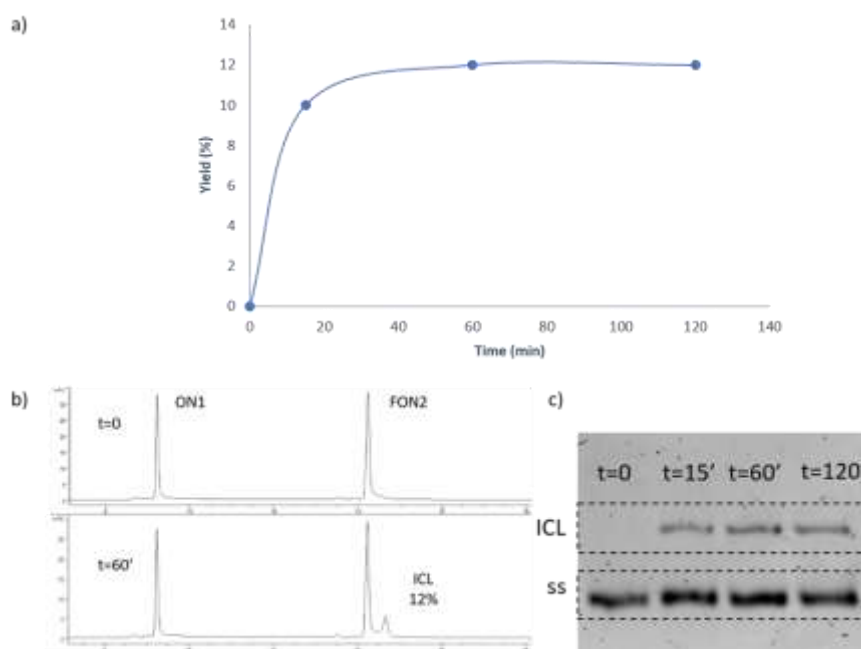 a)
14
12
10
8
6
4
2
0
Yield (%)
0 20 40 60 80 100 120 140
Time (min)
b)
ON1 FON2
t=0
t=60'
ICL
12%
c)
t=0 t=15' t=60' t=120
ICL
ss